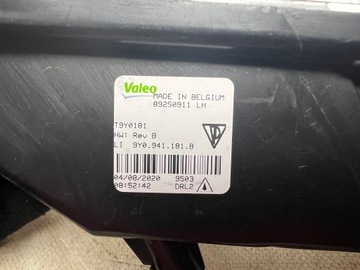 Valeo
MADE IN BELGIUM
89250911 LH
T9Y0181
HW: Rev B
LI 9Y0.941.181.B
04/08/2020 9503
08:52:42 DRL2